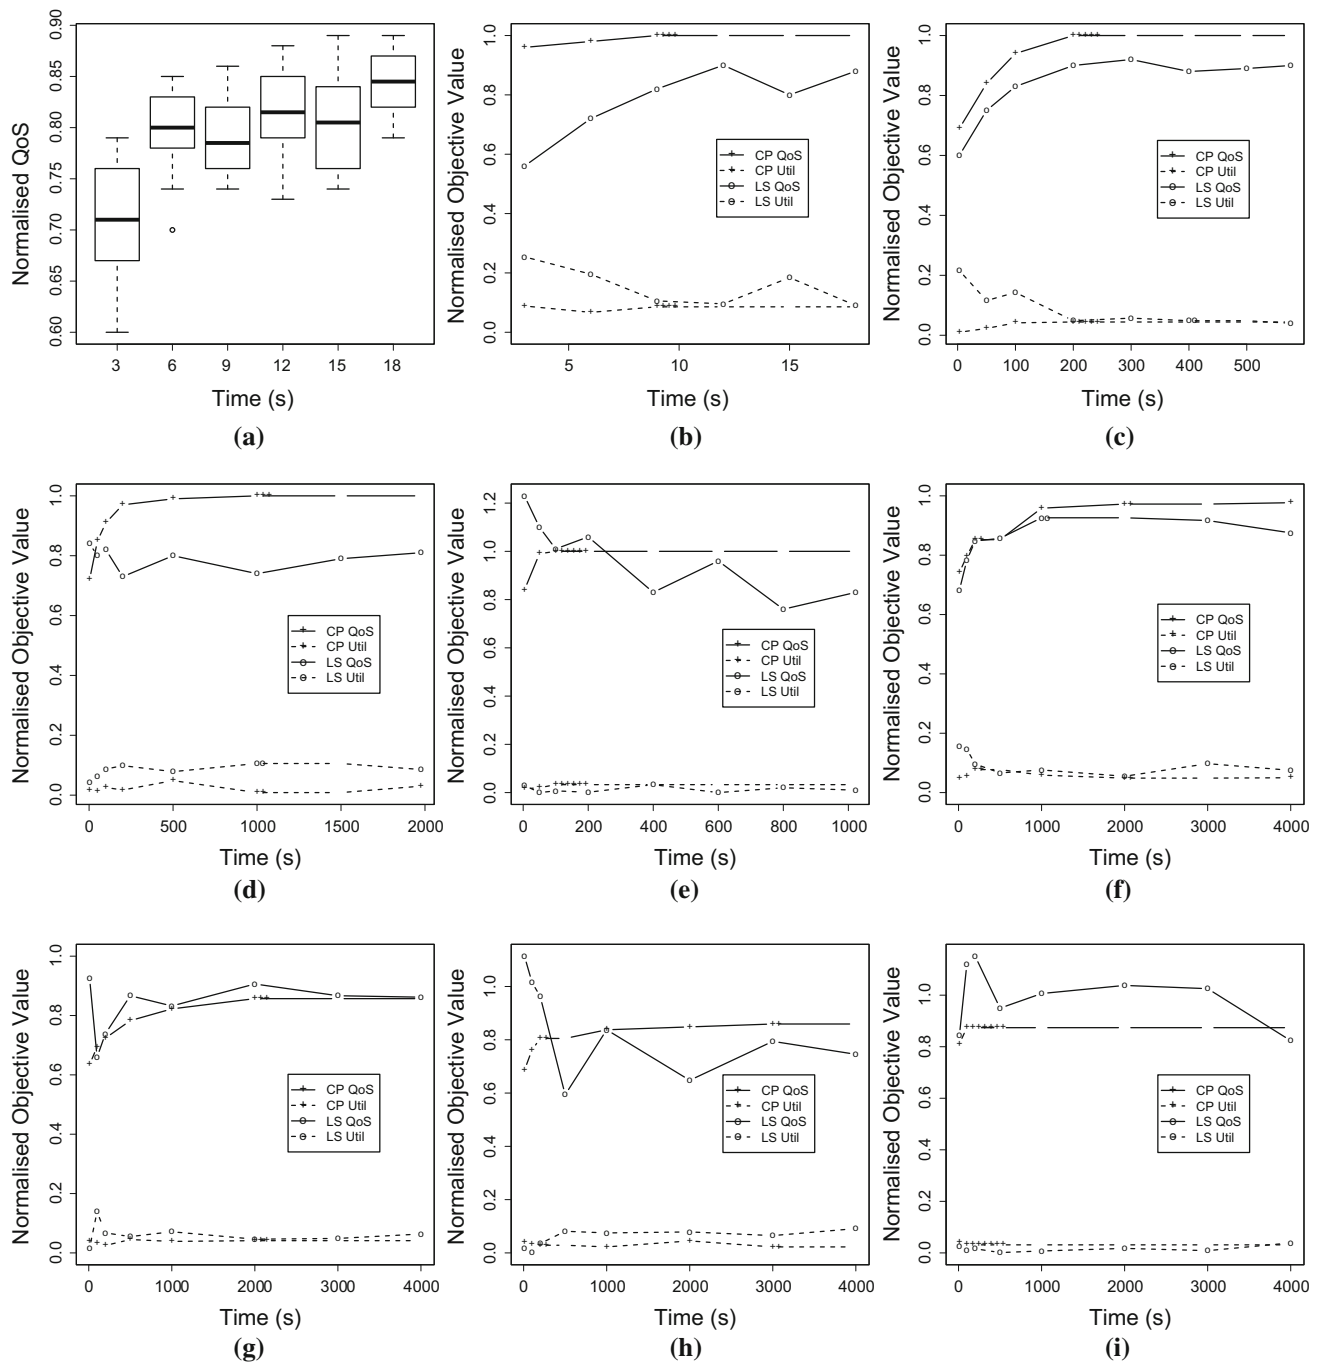 Normalised QoS
0.90
0.85
0.80
0.75
0.70
0.65
0.60
3 6 9 12 15 18
Time (s)
(a)
Normalised Objective Value
1.0
0.8
0.6
0.4
0.2
0.0
CP QoS
CP Util
LS QoS
LS Util
5 10 15
Time (s)
(b)
Normalised Objective Value
1.0
0.8
0.6
0.4
0.2
0.0
CP QoS
CP Util
LS QoS
LS Util
0 100 200 300 400 500
Time (s)
(c)
Normalised Objective Value
1.0
0.8
0.6
0.4
0.2
0.0
CP QoS
CP Util
LS QoS
LS Util
0 500 1000 1500 2000
Time (s)
(d)
Normalised Objective Value
1.2
1.0
0.8
0.6
0.4
0.2
0.0
CP QoS
CP Util
LS QoS
LS Util
0 200 400 600 800 1000
Time (s)
(e)
Normalised Objective Value
1.0
0.8
0.6
0.4
0.2
0.0
CP QoS
CP Util
LS QoS
LS Util
0 1000 2000 3000 4000
Time (s)
(f)
Normalised Objective Value
1.0
0.8
0.6
0.4
0.2
0.0
CP QoS
CP Util
LS QoS
LS Util
0 1000 2000 3000 4000
Time (s)
(g)
Normalised Objective Value
1.0
0.8
0.6
0.4
0.2
0.0
CP QoS
CP Util
LS QoS
LS Util
0 1000 2000 3000 4000
Time (s)
(h)
Normalised Objective Value
1.0
0.8
0.6
0.4
0.2
0.0
CP QoS
CP Util
LS QoS
LS Util
0 1000 2000 3000 4000
Time (s)
(i)